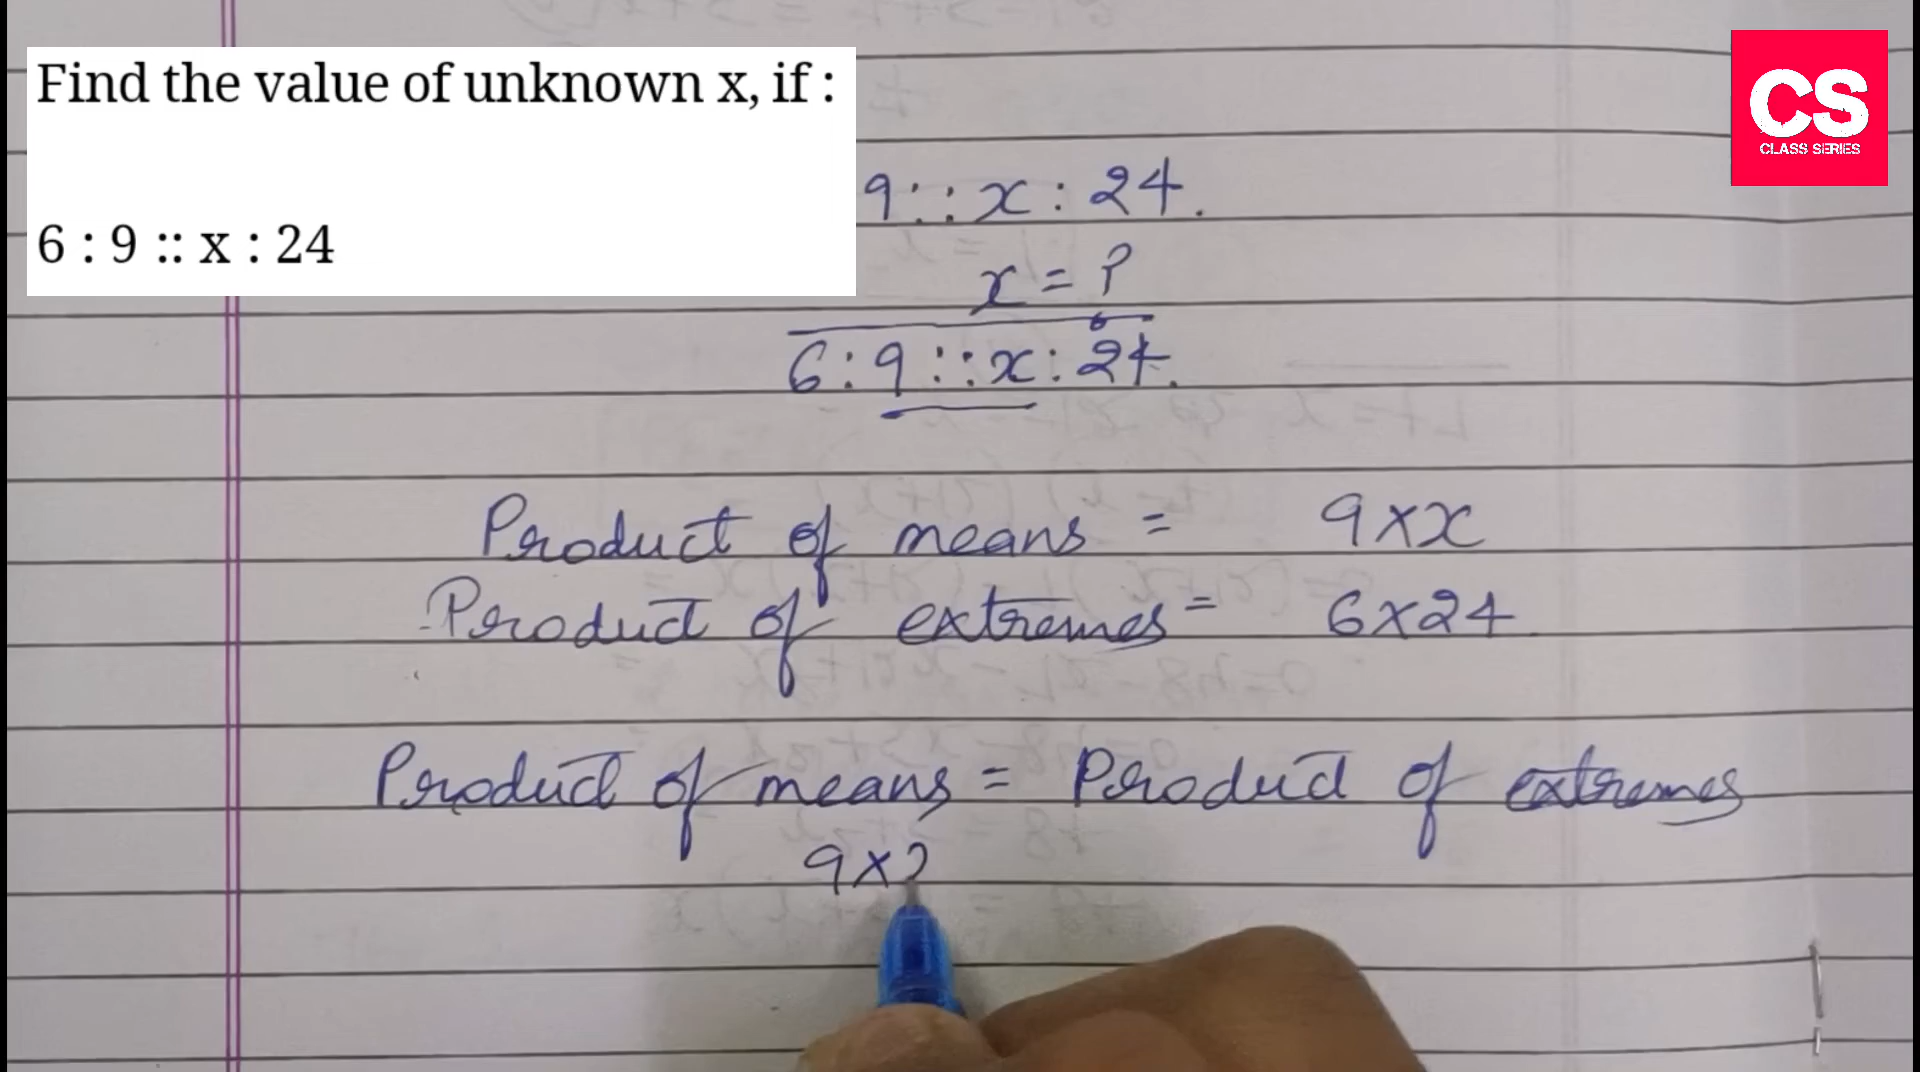 Find the value of unknown x, if :
6 : 9 :: x : 24
CS
CLASS SERIES
9 :: x : 24.
x = ?
6 : 9 :: x : 24.
Product of means = 9 × x
Product of extremes = 6 × 24
Product of means = Product of extremes
9 ×